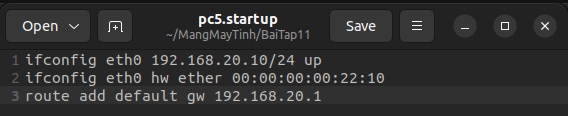 Open
pc5.startup
~/MangMayTinh/BaiTap11
Save
1 ifconfig eth0 192.168.20.10/24 up
2 ifconfig eth0 hw ether 00:00:00:00:22:10
3 route add default gw 192.168.20.1